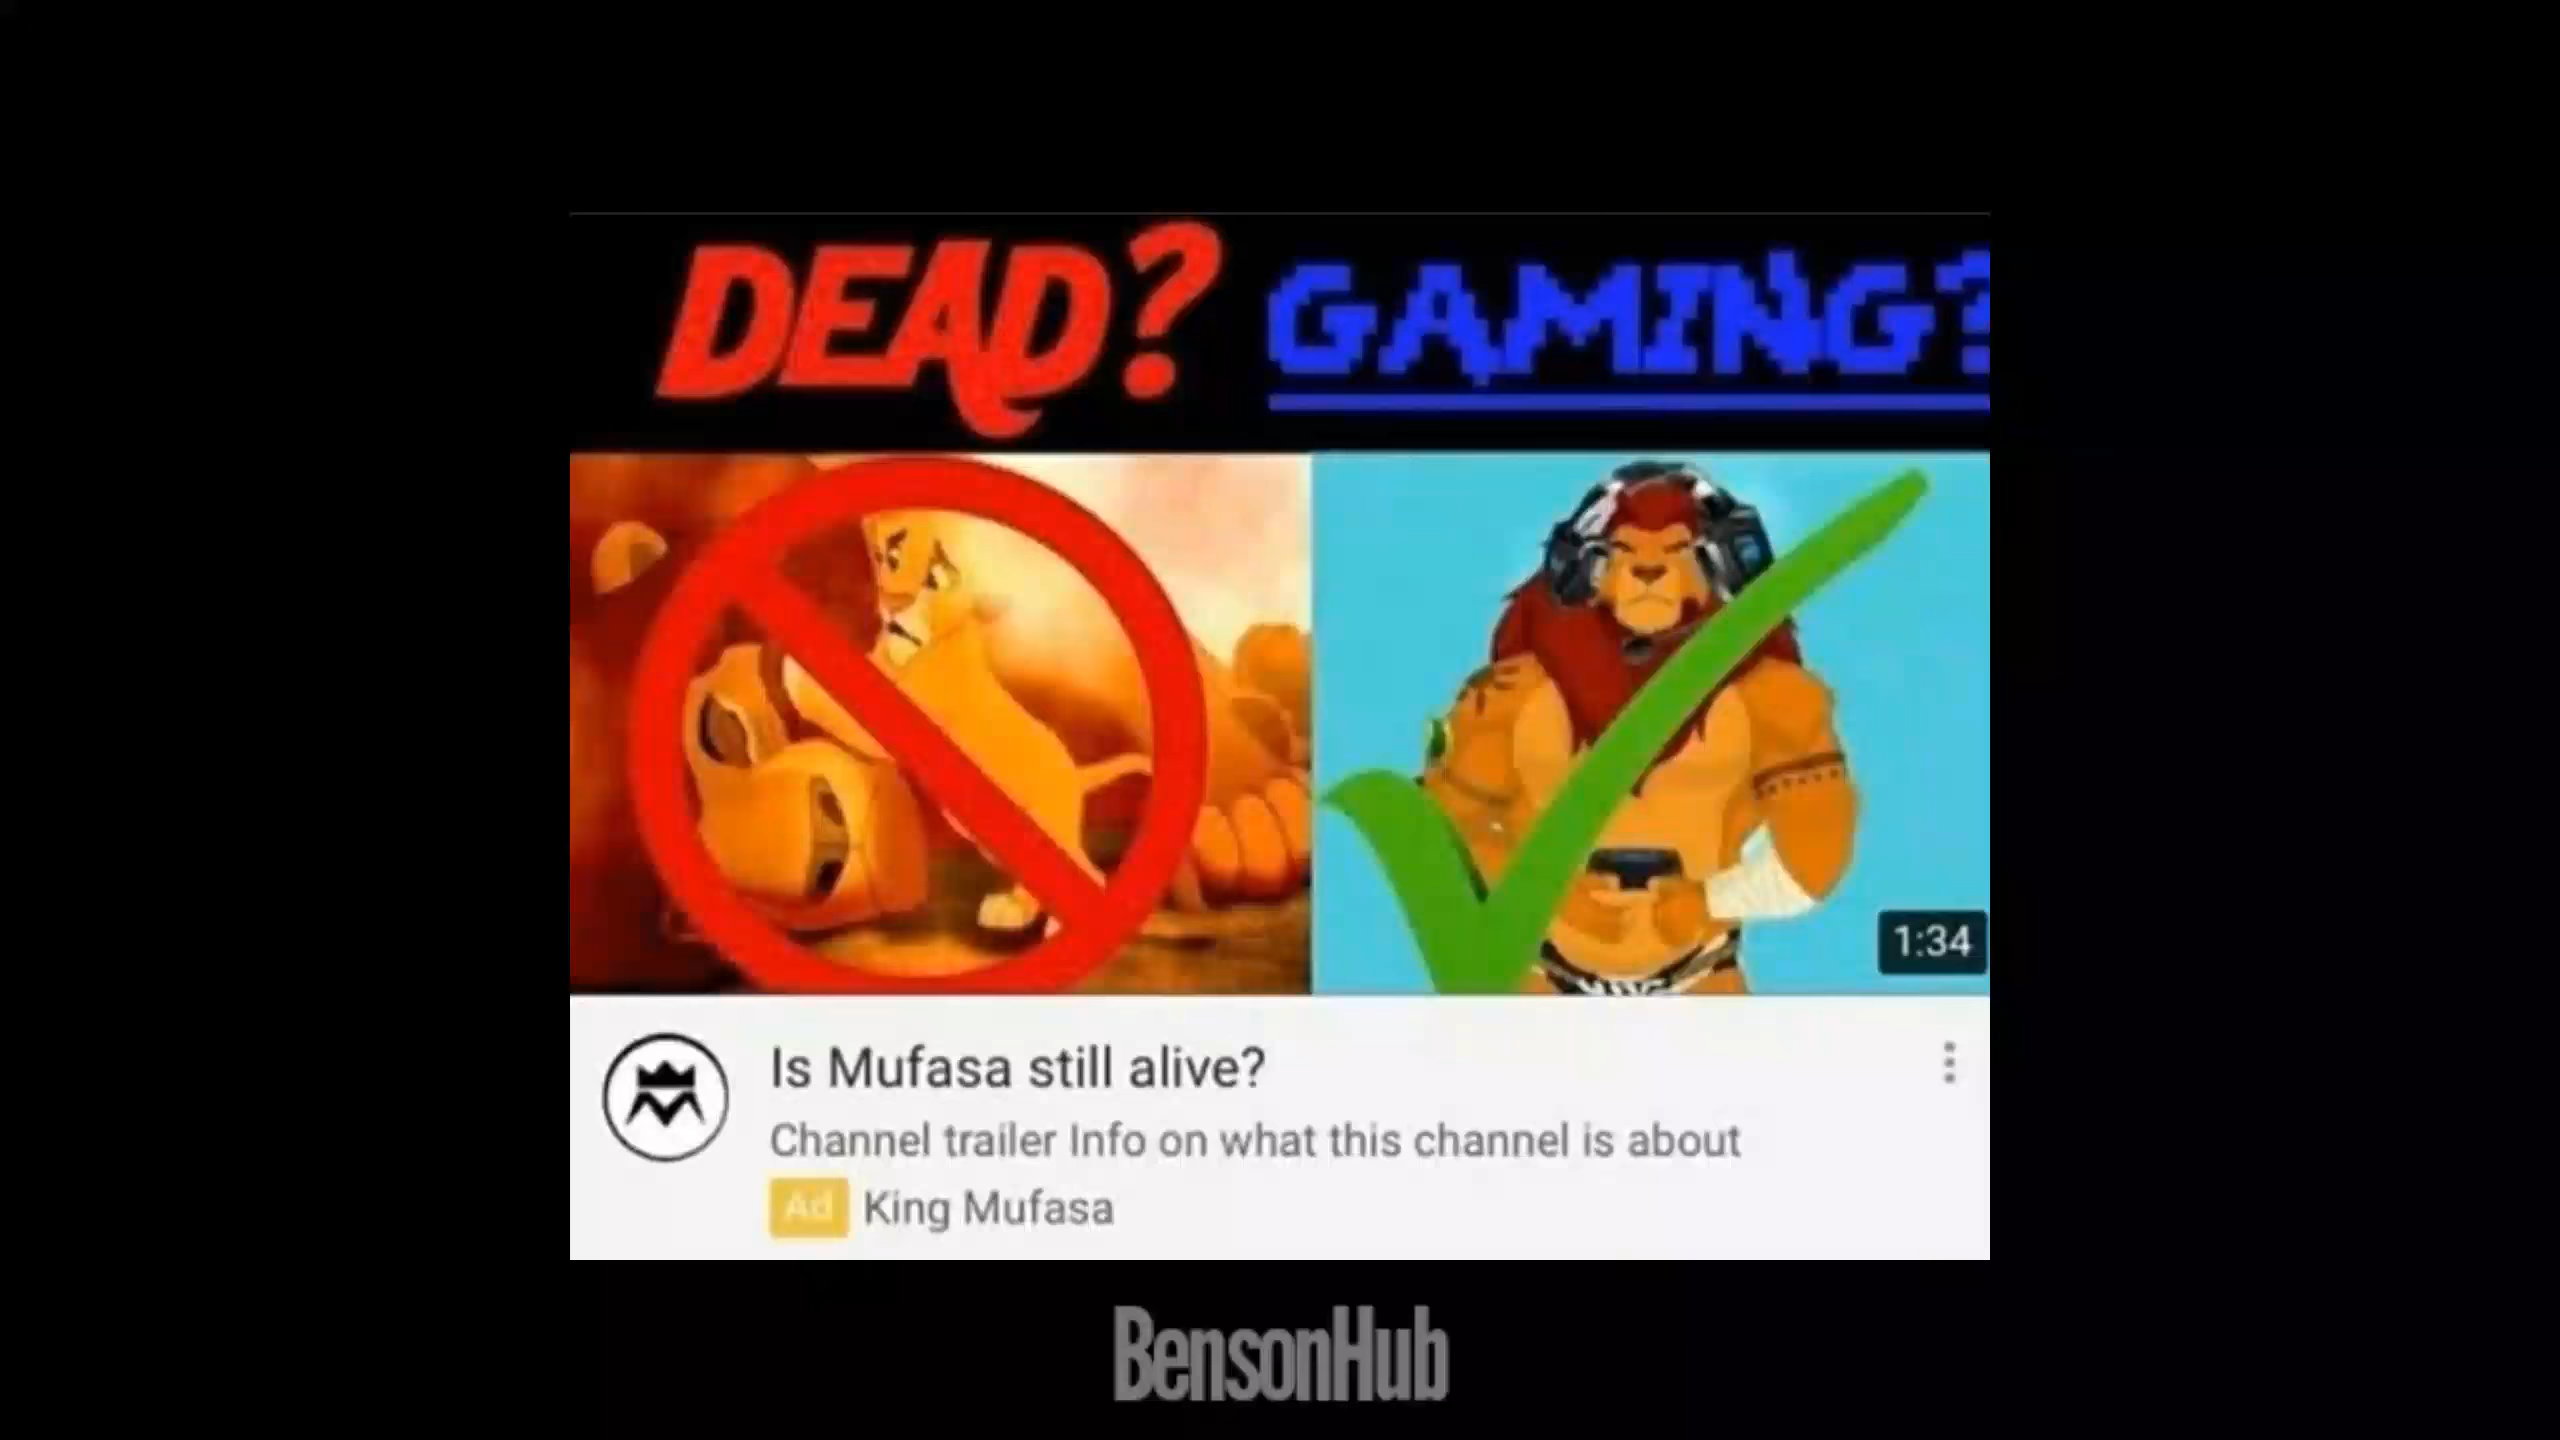 DEAD? GAMING?
1:34
Is Mufasa still alive?
Channel trailer Info on what this channel is about
Ad King Mufasa
BensonHub